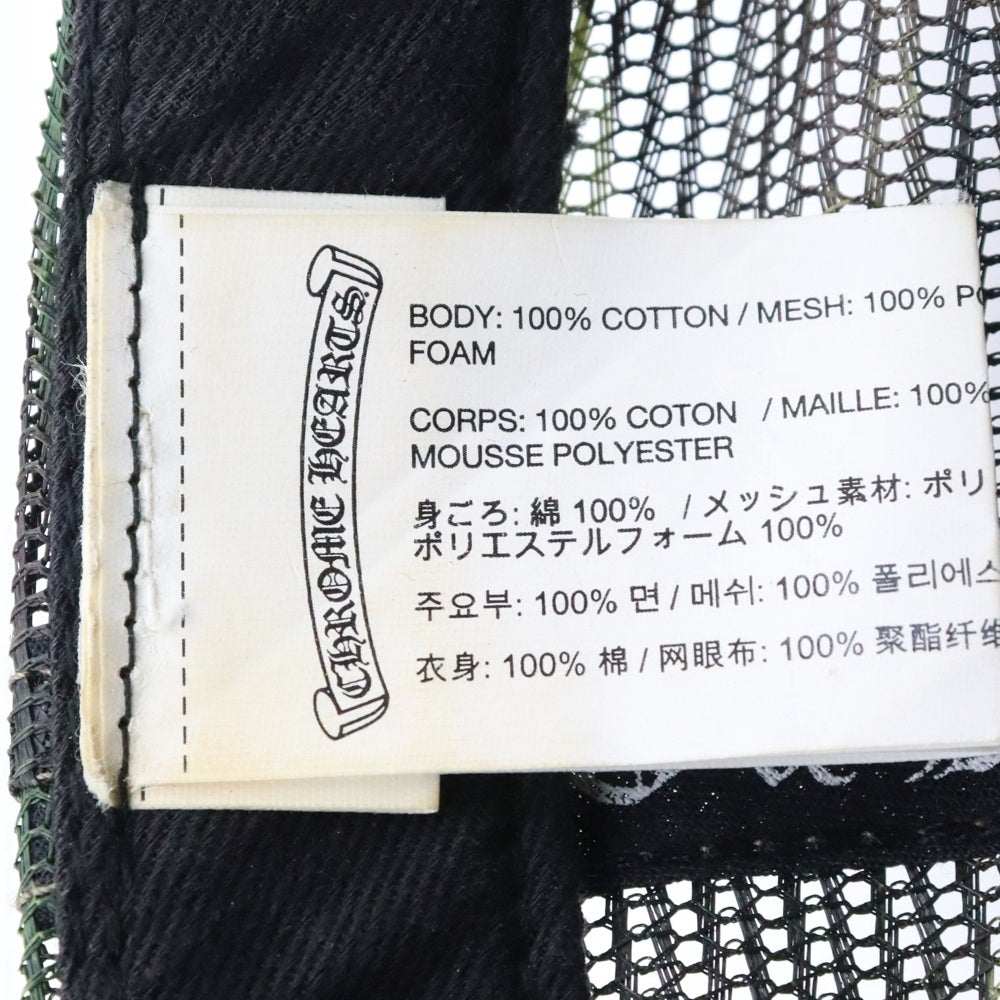 CHROME HEARTS
BODY: 100% COTTON / MESH: 100%
FOAM
CORPS: 100% COTON / MAILLE: 100%
MOUSSE POLYESTER
身ごろ: 綿 100% / メッシュ素材: ポリ
ポリエステルフォーム 100%
주요부: 100% 면 / 메쉬: 100% 폴리에스
衣身: 100% 棉 / 网眼布: 100% 聚酯纤维